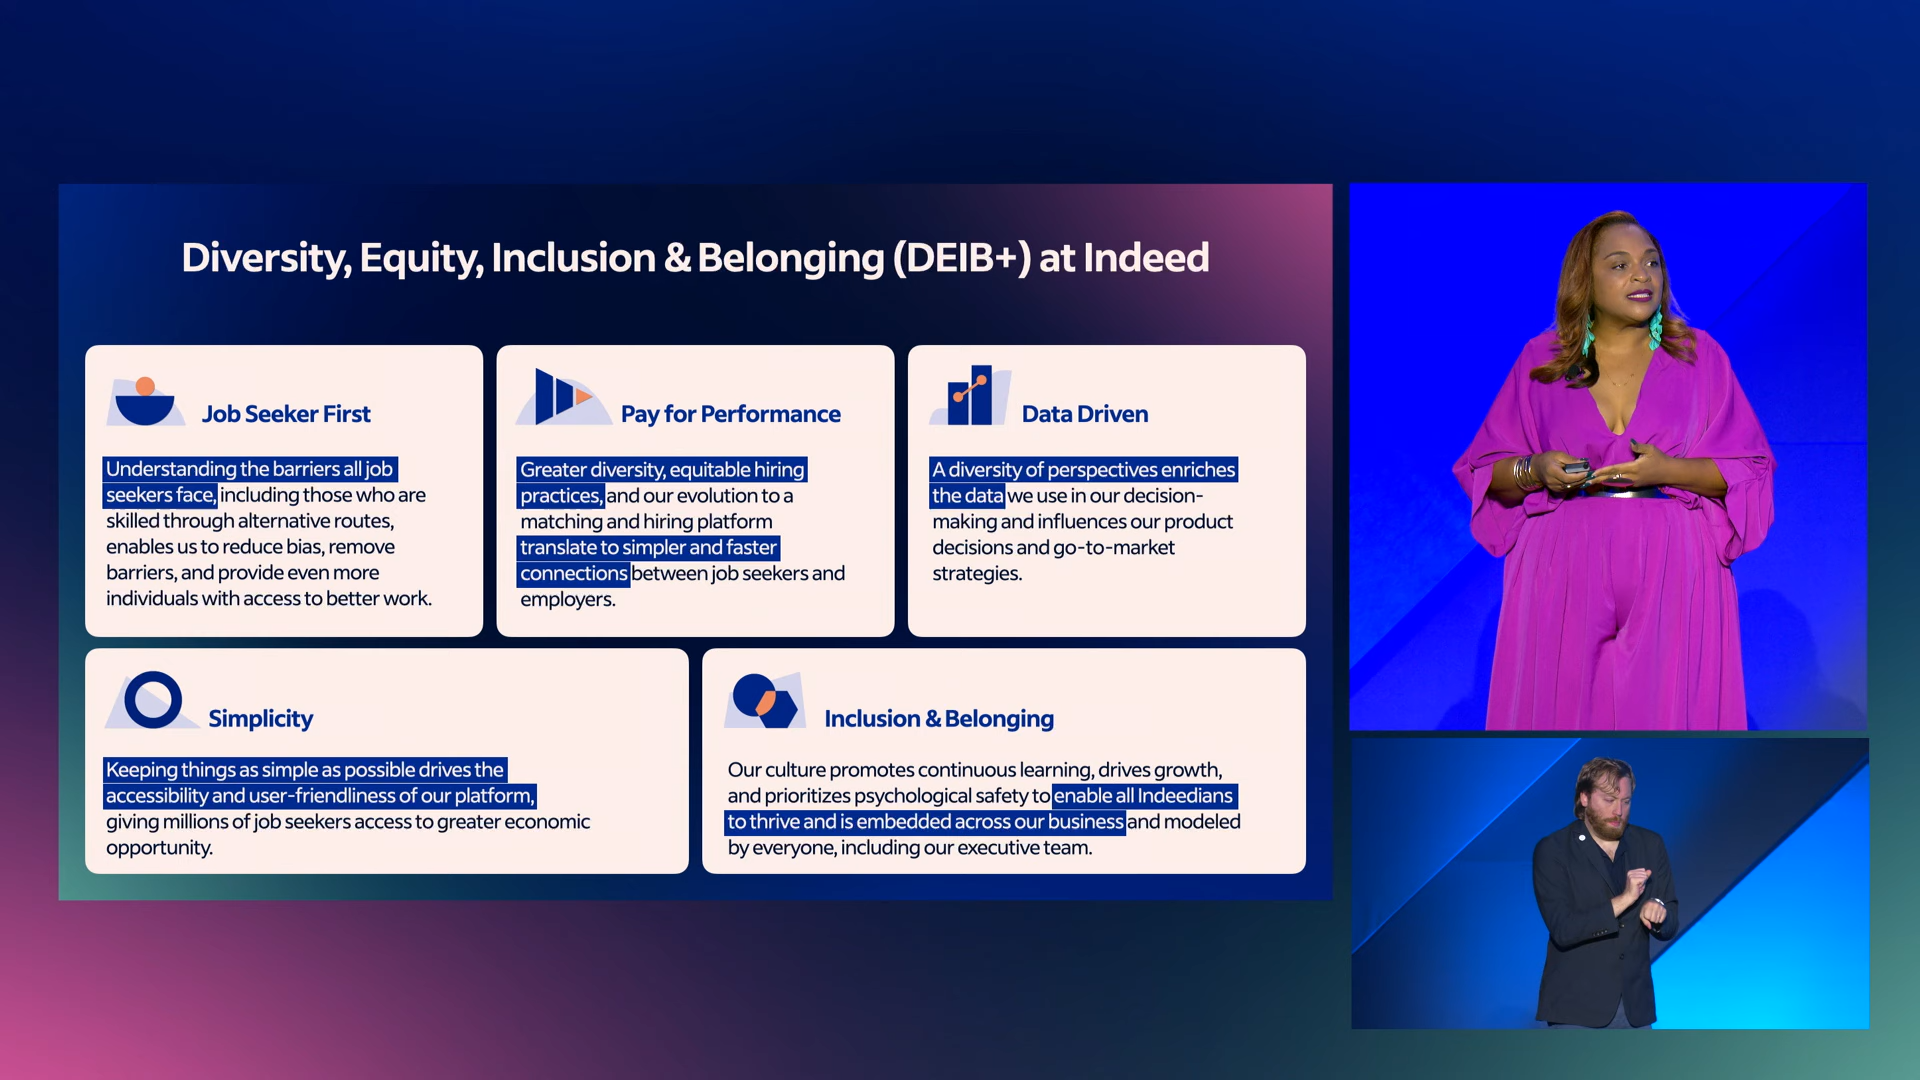 Diversity, Equity, Inclusion & Belonging (DEIB+) at Indeed
Job Seeker First
Understanding the barriers all job
seekers face, including those who are
skilled through alternative routes,
enables us to reduce bias, remove
barriers, and provide even more
individuals with access to better work.
Pay for Performance
Greater diversity, equitable hiring
practices, and our evolution to a
matching and hiring platform
translate to simpler and faster
connections between job seekers and
employers.
Data Driven
A diversity of perspectives enriches
the data we use in our decision-
making and influences our product
decisions and go-to-market
strategies.
Simplicity
Keeping things as simple as possible drives the
accessibility and user-friendliness of our platform,
giving millions of job seekers access to greater economic
opportunity.
Inclusion & Belonging
Our culture promotes continuous learning, drives growth,
and prioritizes psychological safety to enable all Indeedians
to thrive and is embedded across our business and modeled
by everyone, including our executive team.